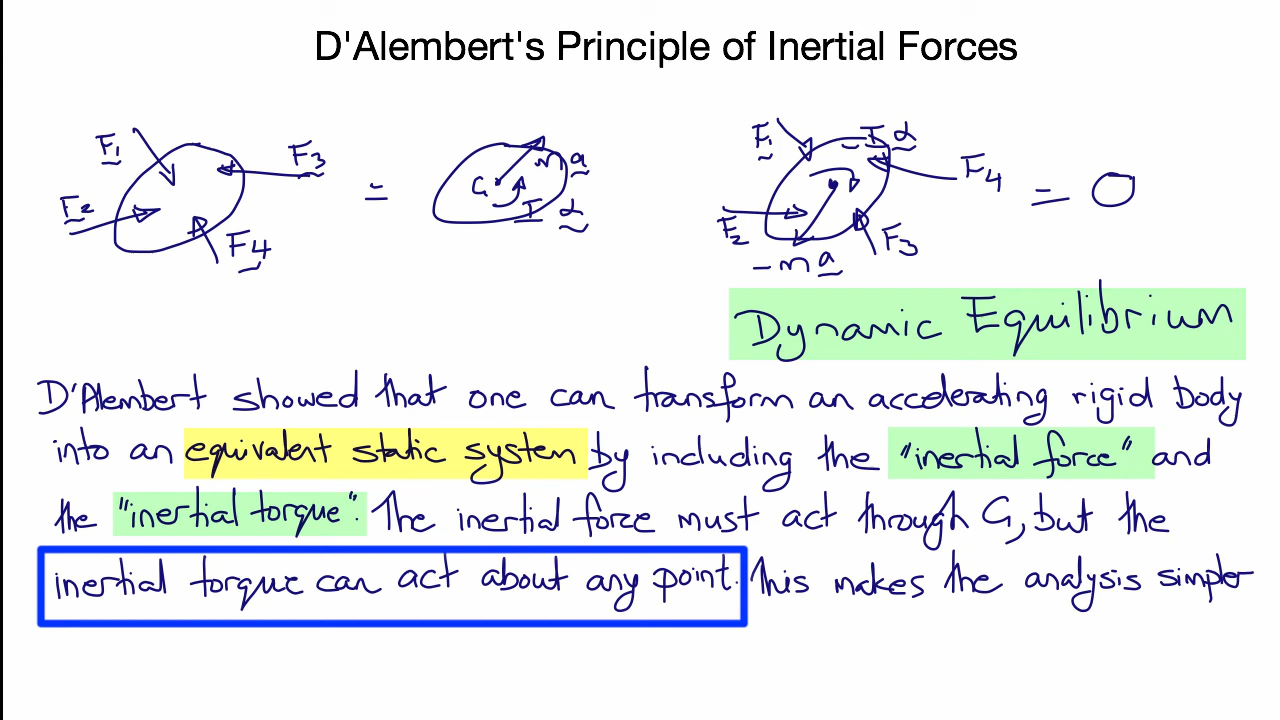 D'Alembert's Principle of Inertial Forces
F1
F3
F2
F4
=
G
ma
I α
F1
-I α
F4
F2
F3
-ma
= 0
Dynamic Equilibrium
D'Alembert showed that one can transform an accelerating rigid body
into an equivalent static system by including the "inertial force" and
the "inertial torque". The inertial force must act through G, but the
inertial torque can act about any point. This makes the analysis simpler